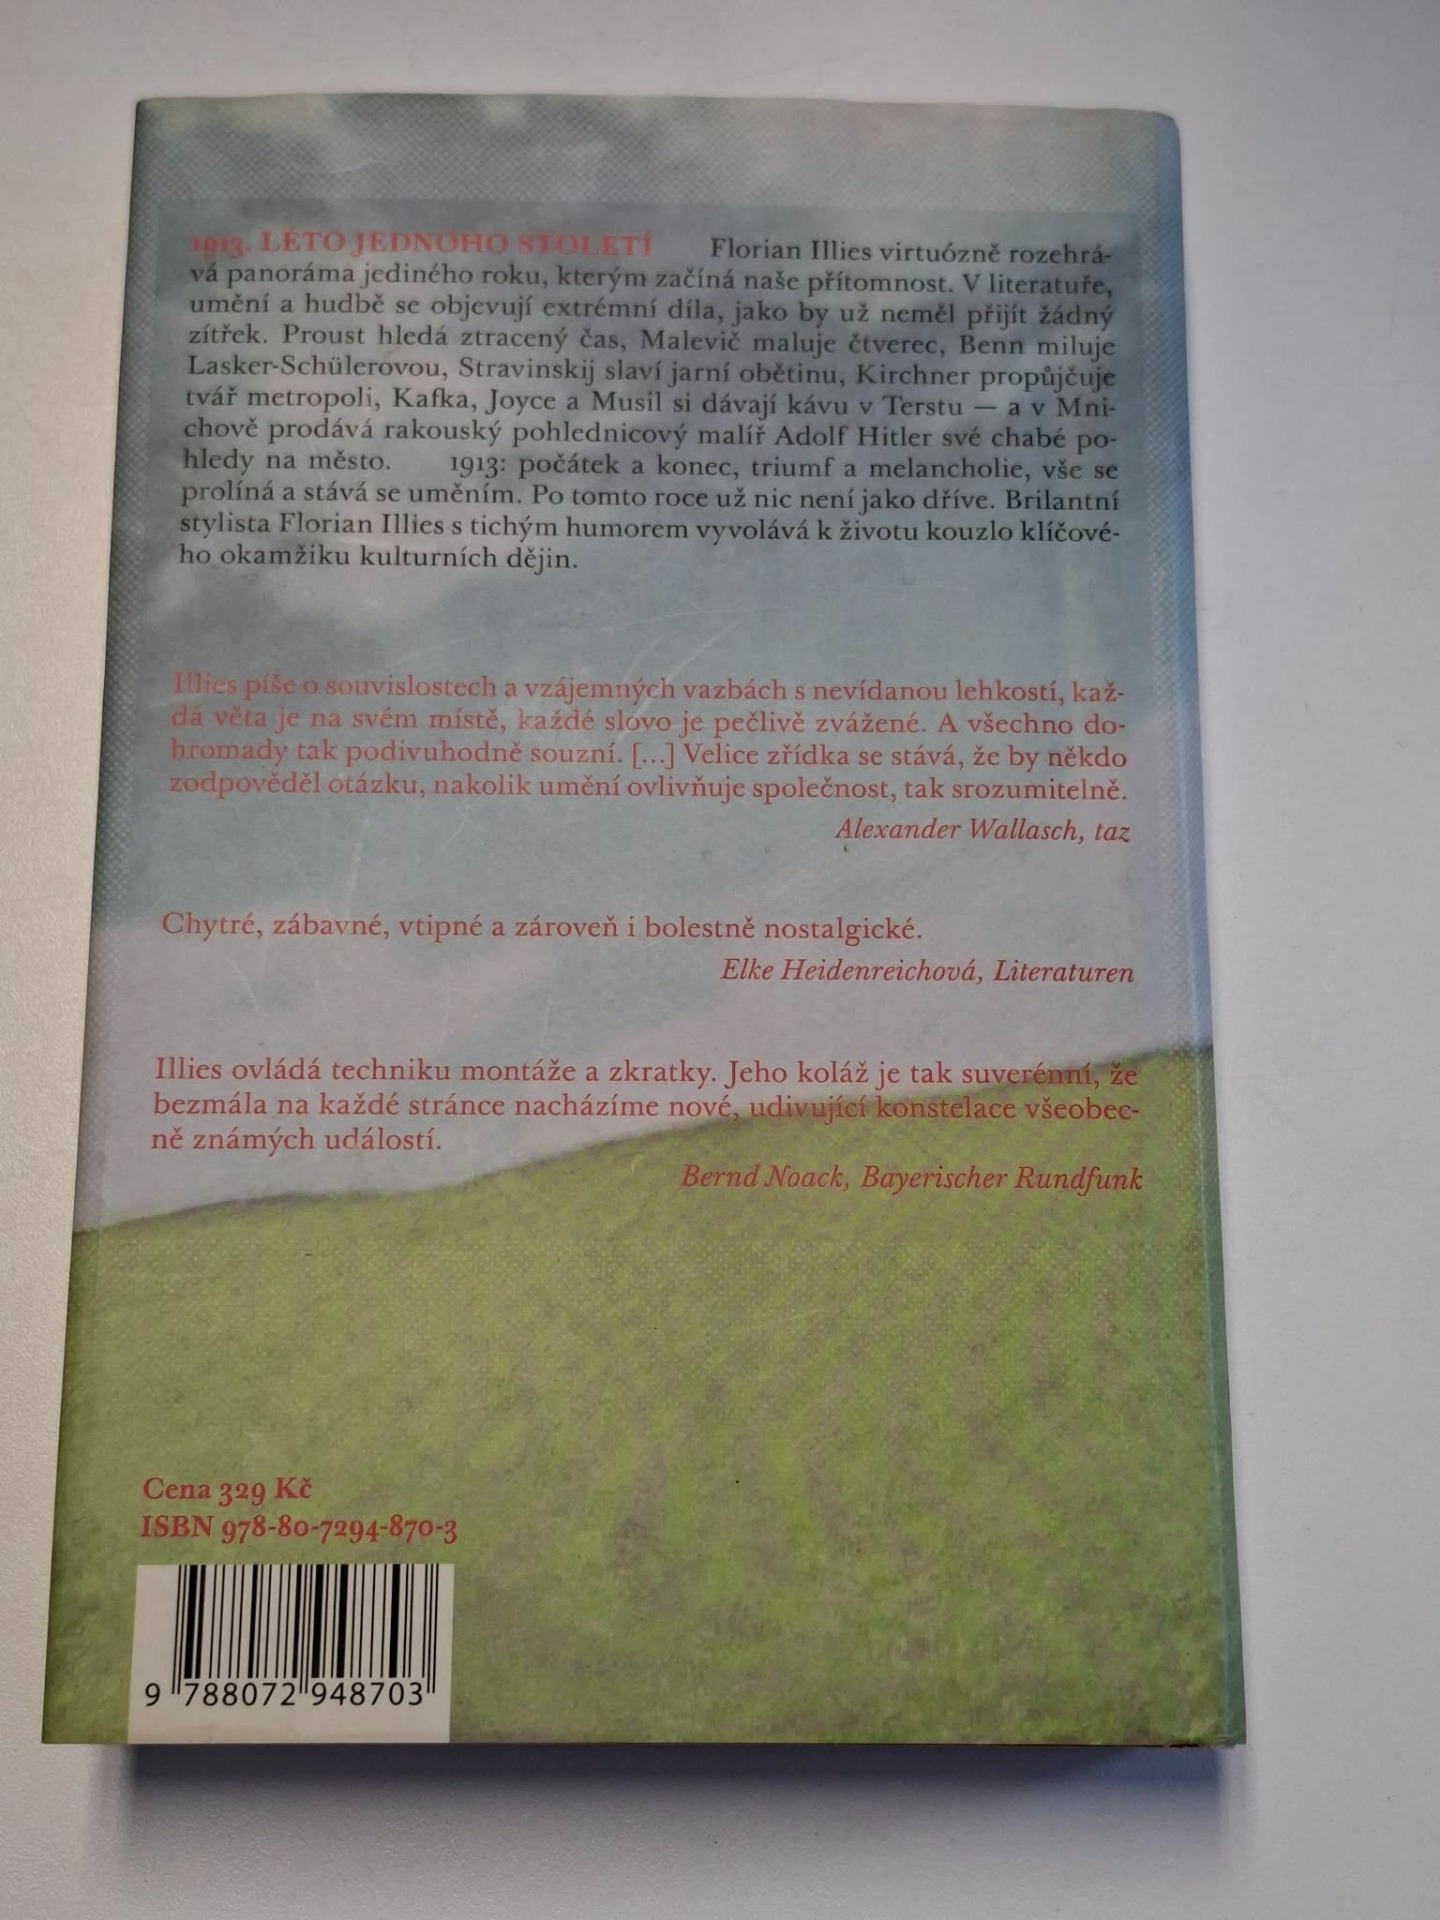 1913. LÉTO JEDNOHO STOLETÍ Florian Illies virtuózně rozehrá-
vá panoráma jediného roku, kterým začíná naše přítomnost. V literatuře,
umění a hudbě se objevují extrémní díla, jako by už neměl přijít žádný
zítřek. Proust hledá ztracený čas, Malevič maluje čtverec, Benn miluje
Lasker-Schülerovou, Stravinskij slaví jarní obětinu, Kirchner propůjčuje
tvář metropoli, Kafka, Joyce a Musil si dávají kávu v Terstu — a v Mni-
chově prodává rakouský pohlednicový malíř Adolf Hitler své chabé po-
hledy na město. 1913: počátek a konec, triumf a melancholie, vše se
prolíná a stává se uměním. Po tomto roce už nic není jako dříve. Brilantní
stylista Florian Illies s tichým humorem vyvolává k životu kouzlo klíčové-
ho okamžiku kulturních dějin.
Illies píše o souvislostech a vzájemných vazbách s nevídanou lehkostí, kaž-
dá věta je na svém místě, každé slovo je pečlivě zvážené. A všechno do-
hromady tak podivuhodně souzní. [...] Velice zřídka se stává, že by někdo
zodpověděl otázku, nakolik umění ovlivňuje společnost, tak srozumitelně.
Alexander Wallasch, taz
Chytré, zábavné, vtipné a zároveň i bolestně nostalgické.
Elke Heidenreichová, Literaturen
Illies ovládá techniku montáže a zkratky. Jeho koláž je tak suverénní, že
bezmála na každé stránce nacházíme nové, udivující konstelace všeobec-
ně známých událostí.
Bernd Noack, Bayerischer Rundfunk
Cena 329 Kč
ISBN 978-80-7294-870-3
9 788072 948703